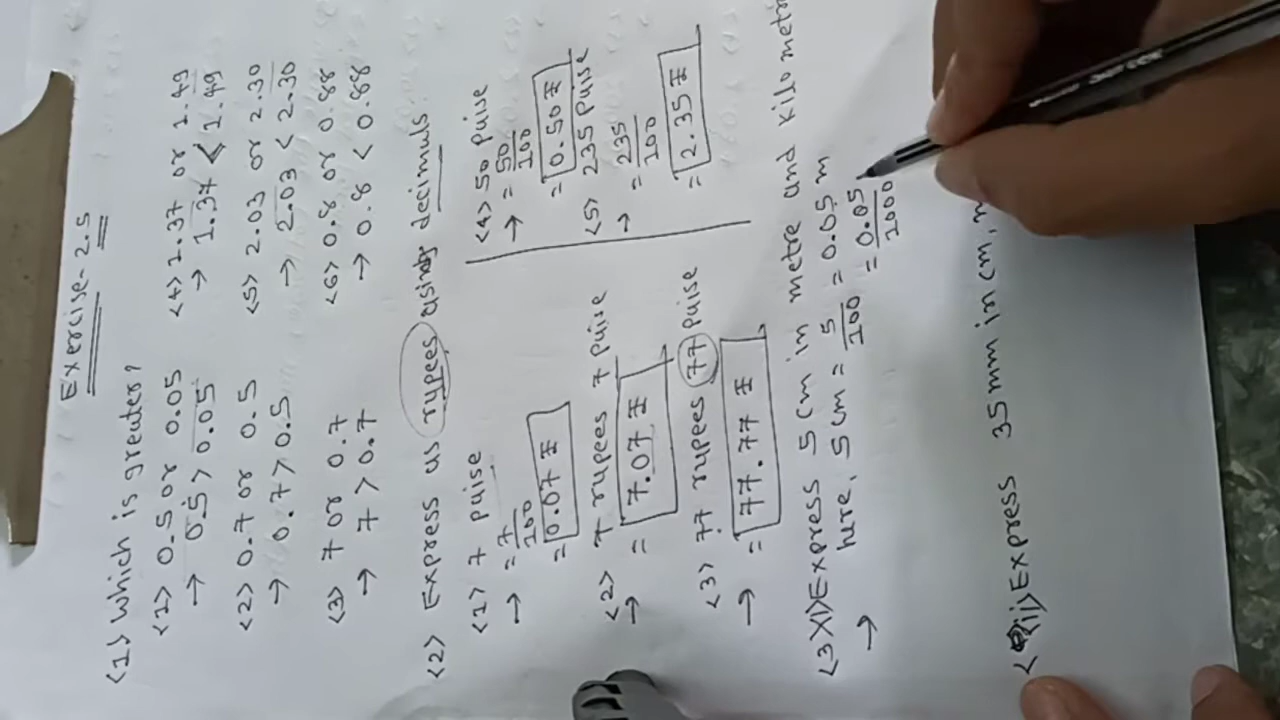 Exercise-2.5
<1> Which is greater?
<1> 0.5 or 0.05
→ 0.5 > 0.05
<2> 0.7 or 0.5
→ 0.7 > 0.5
<3> 7 or 0.7
→ 7 > 0.7
<4> 1.37 or 1.49
→ 1.37 < 1.49
<5> 2.03 or 2.30
→ 2.03 < 2.30
<6> 0.8 or 0.88
→ 0.8 < 0.88
<2> Express as rupees using decimals.
<1> 7 paise
→ = 7/100
= 0.07 ₹
<2> 7 rupees 7 paise
→ = 7.07 ₹
<3> 77 rupees 77 paise
→ = 77.77 ₹
<4> 50 paise
→ = 50/100
= 0.50 ₹
<5> 235 paise
→ = 235/100
= 2.35 ₹
<3><i>Express 5 cm in metre and kilo metr
→ here, 5 cm = 5/100 = 0.05 m
= 0.05/1000
ii> Express 35 mm in cm,